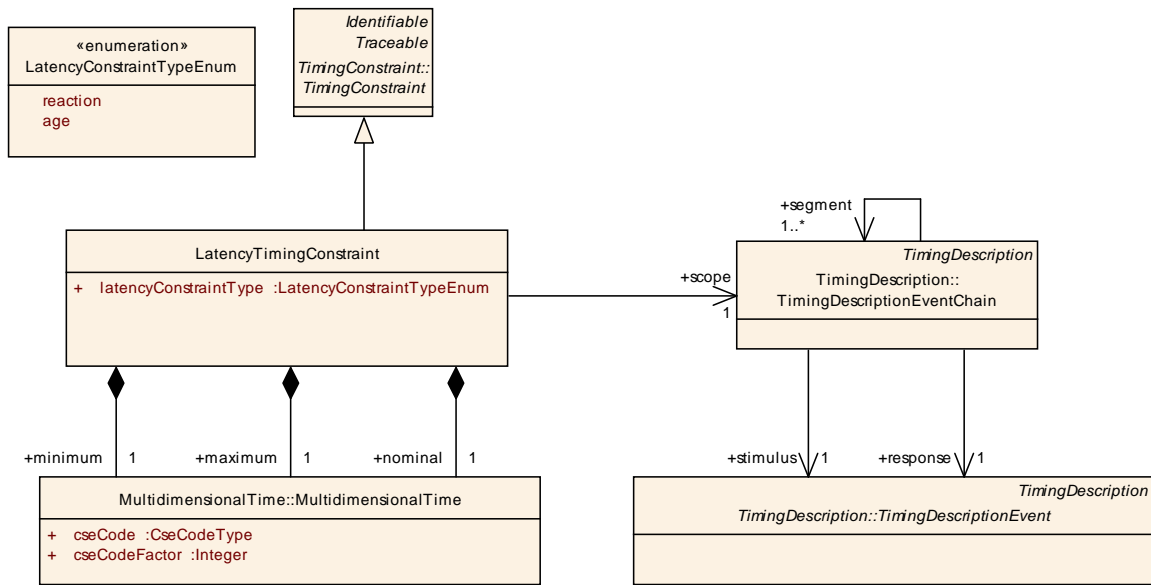 «enumeration»
LatencyConstraintTypeEnum
reaction
age
Identifiable
Traceable
TimingConstraint::
TimingConstraint
LatencyTimingConstraint
+ latencyConstraintType :LatencyConstraintTypeEnum
+scope
1
+segment
1..*
TimingDescription
TimingDescription::
TimingDescriptionEventChain
+minimum 1
+maximum 1
+nominal 1
+stimulus 1
+response 1
MultidimensionalTime::MultidimensionalTime
+ cseCode :CseCodeType
+ cseCodeFactor :Integer
TimingDescription
TimingDescription::TimingDescriptionEvent